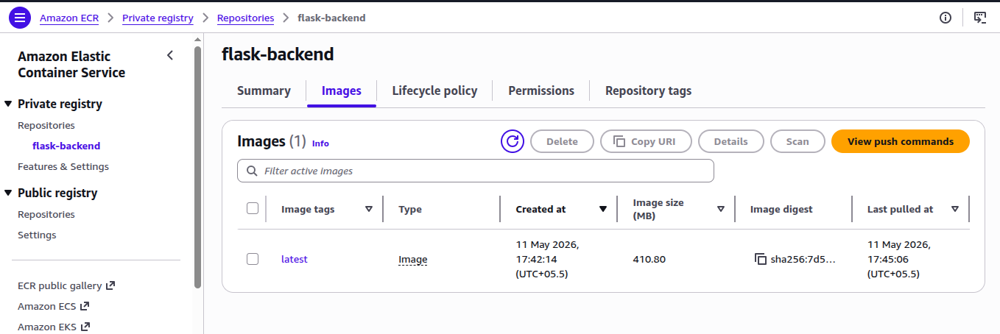 Amazon ECR > Private registry > Repositories > flask-backend
Amazon Elastic
Container Service
Private registry
Repositories
flask-backend
Features & Settings
Public registry
Repositories
Settings
ECR public gallery
Amazon ECS
Amazon EKS
flask-backend
Summary
Images
Lifecycle policy
Permissions
Repository tags
Images (1) Info
Delete
Copy URI
Details
Scan
View push commands
Filter active images
Image tags
Type
Created at
Image size
(MB)
Image digest
Last pulled at
latest
Image
11 May 2026,
17:42:14
(UTC+05.5)
410.80
sha256:7d5...
11 May 2026,
17:45:06
(UTC+05.5)